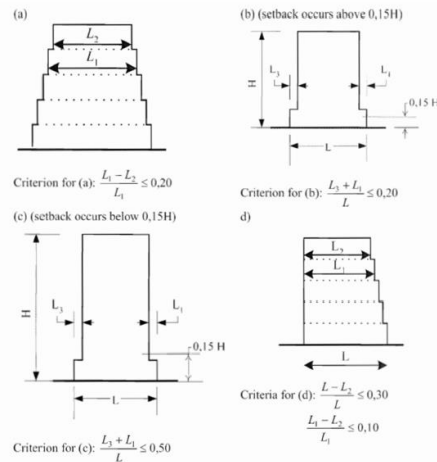 (a)
L₂
L₁
Criterion for (a): (L₁ − L₂)/L₁ ≤ 0,20
(b) (setback occurs above 0,15H)
H
L₃
L₁
0,15 H
L
Criterion for (b): (L₃ + L₁)/L ≤ 0,20
(c) (setback occurs below 0,15H)
H
L₃
L₁
0,15 H
L
Criterion for (c): (L₃ + L₁)/L ≤ 0,50
d)
L₂
L₁
L
Criteria for (d): (L − L₂)/L ≤ 0,30
(L₁ − L₂)/L₁ ≤ 0,10